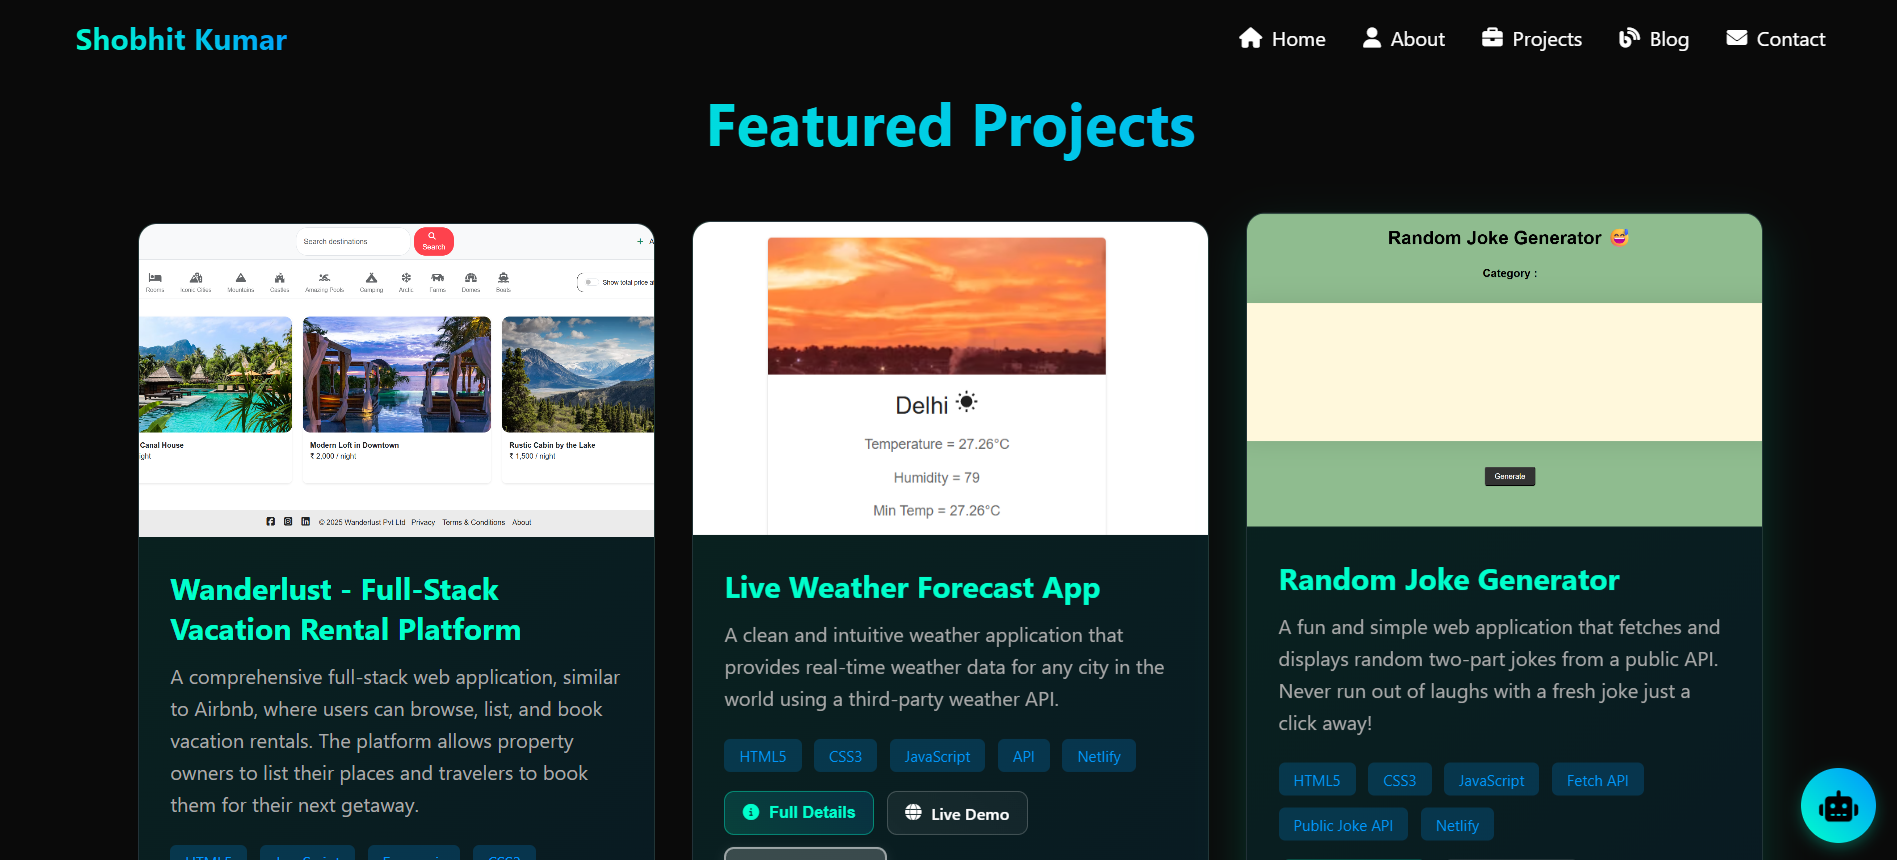 Shobhit Kumar
Home
About
Projects
Blog
Contact
Featured Projects
Search destinations
Search
Rooms
Iconic Cities
Mountains
Castles
Amazing Pools
Camping
Arctic
Farms
Domes
Boats
Show total price
Canal House
ght
Modern Loft in Downtown
₹ 2,000 / night
Rustic Cabin by the Lake
₹ 1,500 / night
© 2025 Wanderlust Pvt Ltd Privacy Terms & Conditions About
Wanderlust - Full-Stack
Vacation Rental Platform
A comprehensive full-stack web application, similar
to Airbnb, where users can browse, list, and book
vacation rentals. The platform allows property
owners to list their places and travelers to book
them for their next getaway.
HTML5
CSS3
Delhi
Temperature = 27.26°C
Humidity = 79
Min Temp = 27.26°C
Live Weather Forecast App
A clean and intuitive weather application that
provides real-time weather data for any city in the
world using a third-party weather API.
HTML5
CSS3
JavaScript
API
Netlify
Full Details
Live Demo
Random Joke Generator 😅
Category :
Generate
Random Joke Generator
A fun and simple web application that fetches and
displays random two-part jokes from a public API.
Never run out of laughs with a fresh joke just a
click away!
HTML5
CSS3
JavaScript
Fetch API
Public Joke API
Netlify